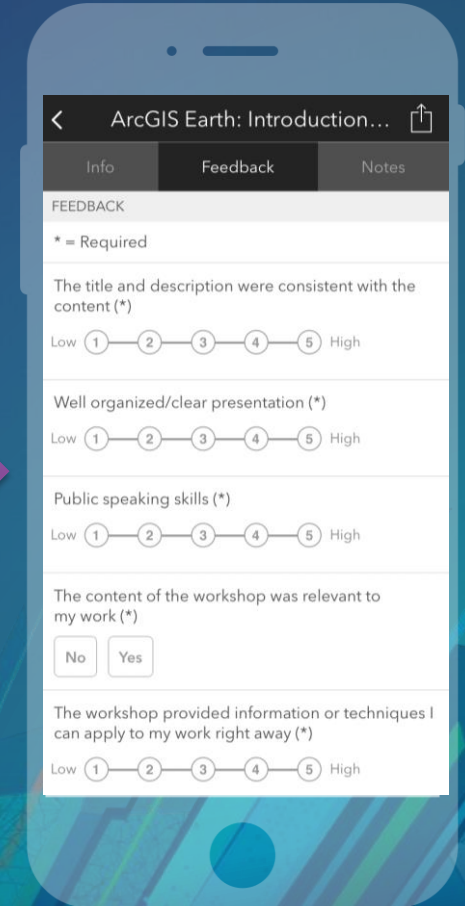 ArcGIS Earth: Introduction...
Info Feedback Notes
FEEDBACK
* = Required
The title and description were consistent with the
content (*)
Low 1 2 3 4 5 High
Well organized/clear presentation (*)
Low 1 2 3 4 5 High
Public speaking skills (*)
Low 1 2 3 4 5 High
The content of the workshop was relevant to
my work (*)
No Yes
The workshop provided information or techniques I
can apply to my work right away (*)
Low 1 2 3 4 5 High